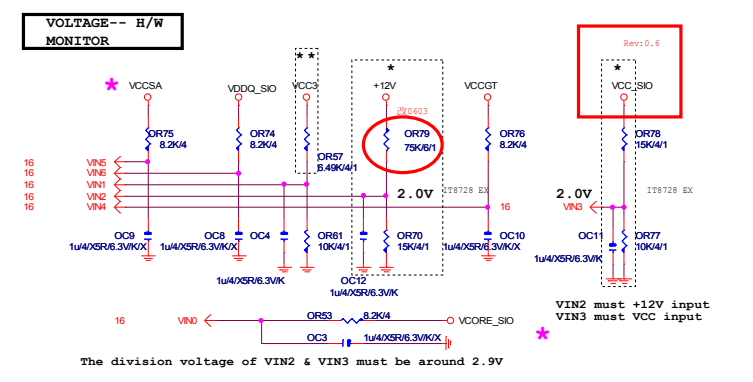 VOLTAGE-- H/W
MONITOR
Rev:0.6
* *
*
*
*
VCCSA
VDDQ_SIO
VCC3
+12V
VCCGT
VCC_SIO
OR75
8.2K/4
OR74
8.2K/4
OR57
6.49K/4/1
OR79
75K/6/1
OR76
8.2K/4
OR78
15K/4/1
16 VIN5
16 VIN6
16 VIN1
16 VIN2
16 VIN4
2.0V
IT8728 EX
16
2.0V
VIN3
IT8728 EX
OC9
1u/4/X5R/6.3V/K/X
OC8
1u/4/X5R/6.3V/K/X
OC4
1u/4/X5R/6.3V/K
OR61
10K/4/1
OC12
1u/4/X5R/6.3V/K
OR70
15K/4/1
OC10
1u/4/X5R/6.3V/K/X
OC11
1u/4/X5R/6.3V/K
OR77
10K/4/1
VIN2 must +12V input
VIN3 must VCC input
*
16 VIN0
OR53
8.2K/4
VCORE_SIO
OC3
1u/4/X5R/6.3V/K/X
The division voltage of VIN2 & VIN3 must be around 2.9V